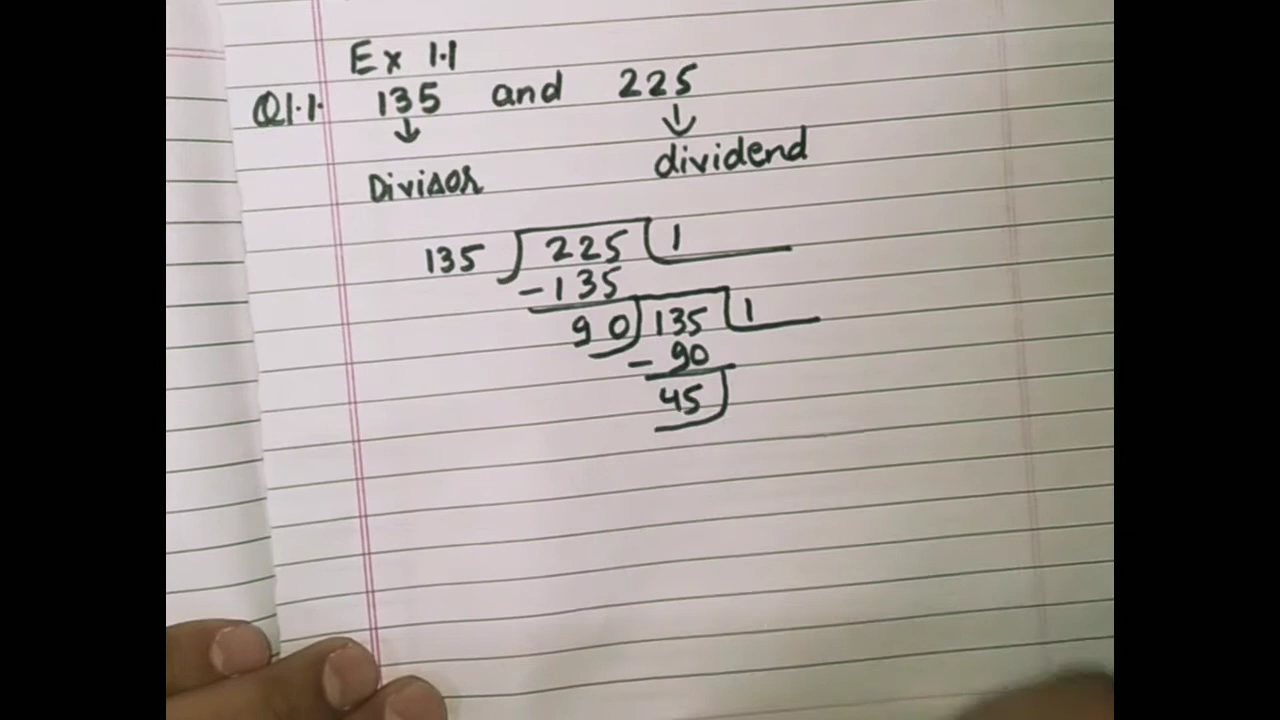 Ex 1.1
Q1.1. 135 and 225
↓ ↓
Divisor dividend
135 225 1
-135
90 135 1
- 90
45